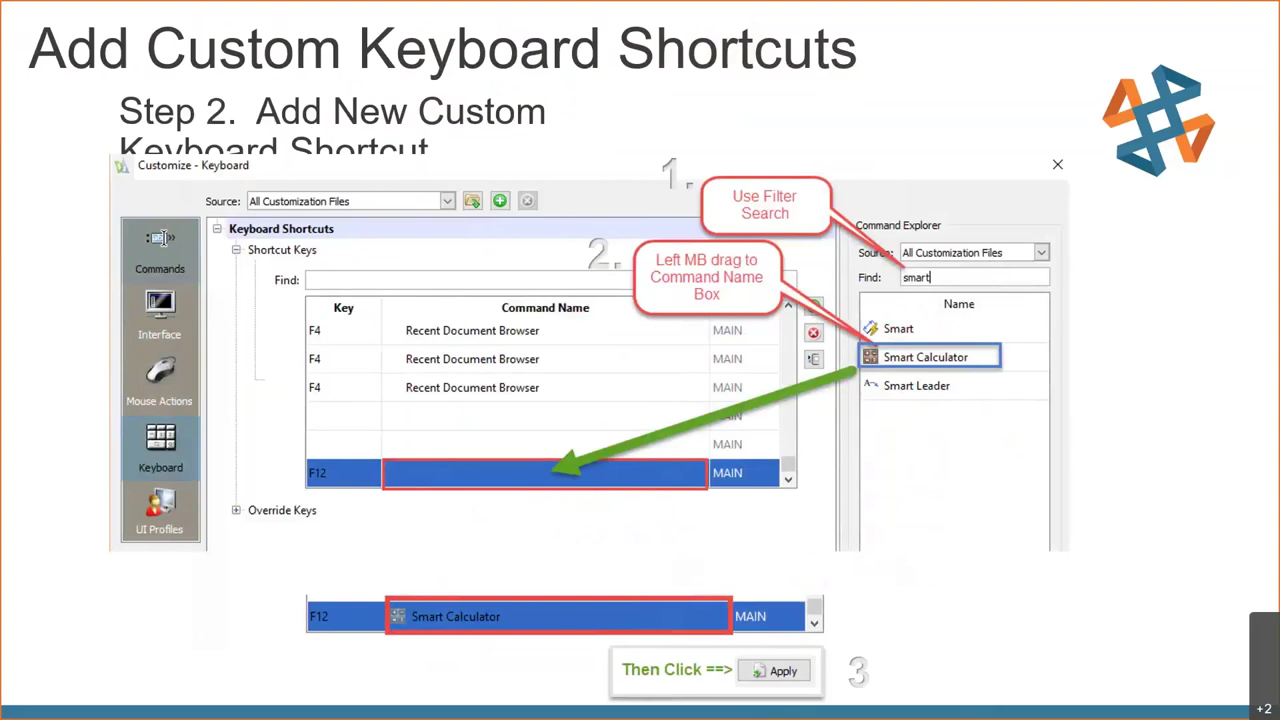 Add Custom Keyboard Shortcuts
Step 2. Add New Custom
Keyboard Shortcut
Customize - Keyboard
1.
Source: All Customization Files
Use Filter
Search
Commands
Interface
Mouse Actions
Keyboard
UI Profiles
Keyboard Shortcuts
Shortcut Keys
2.
Find:
Left MB drag to
Command Name
Box
Key Command Name
F4 Recent Document Browser MAIN
F4 Recent Document Browser MAIN
F4 Recent Document Browser MAIN
MAIN
MAIN
F12 MAIN
Override Keys
Command Explorer
Source: All Customization Files
Find: smart
Name
Smart
Smart Calculator
Smart Leader
F12 Smart Calculator MAIN
Then Click ==> Apply
3
+2